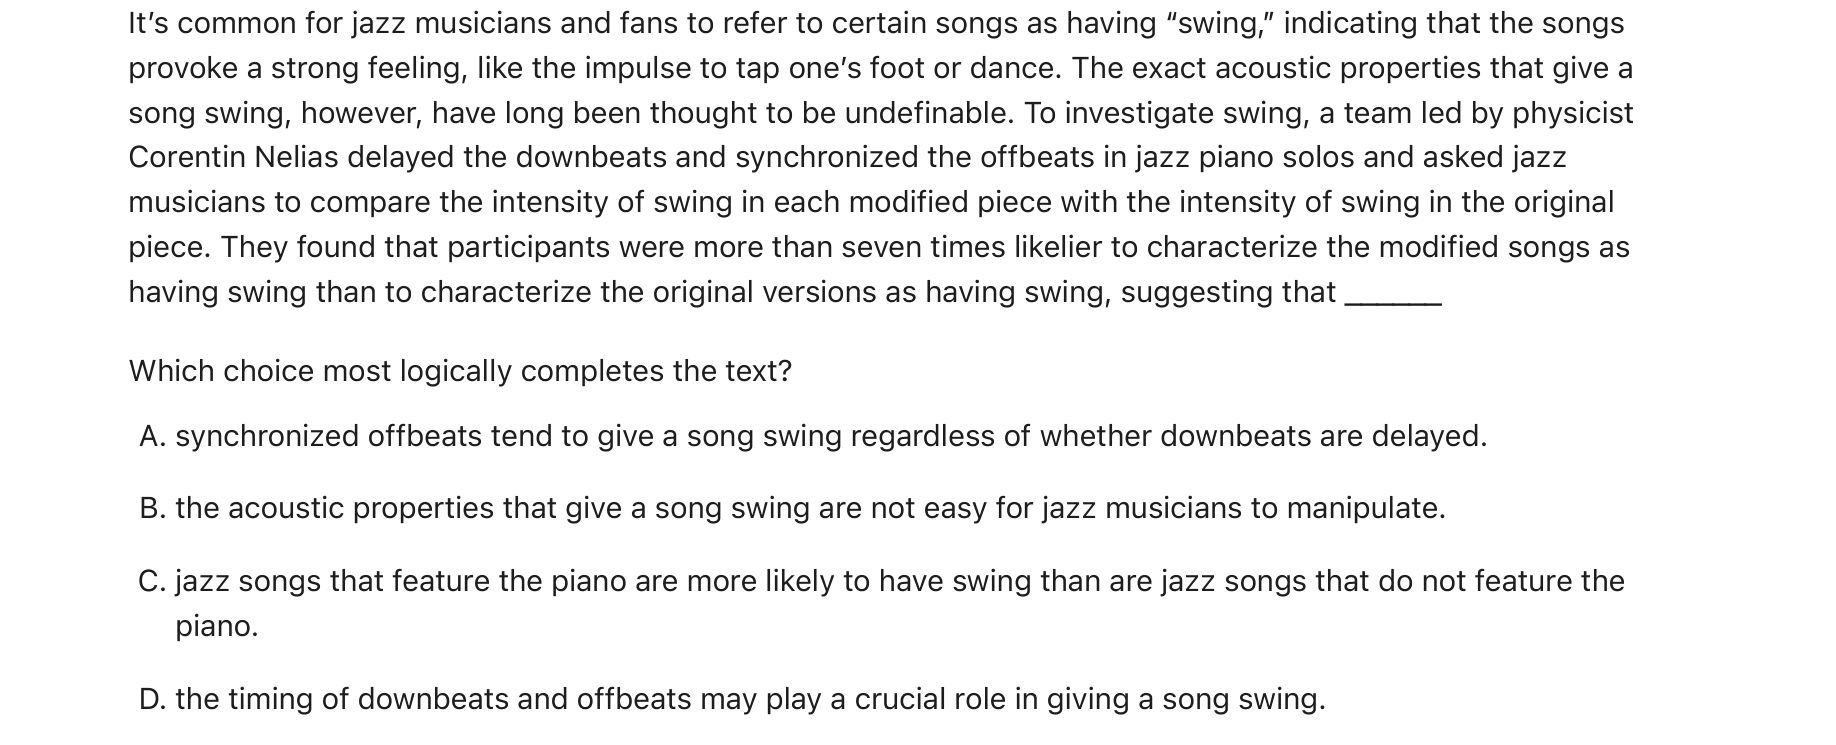 It’s common for jazz musicians and fans to refer to certain songs as having “swing,” indicating that the songs
provoke a strong feeling, like the impulse to tap one’s foot or dance. The exact acoustic properties that give a
song swing, however, have long been thought to be undefinable. To investigate swing, a team led by physicist
Corentin Nelias delayed the downbeats and synchronized the offbeats in jazz piano solos and asked jazz
musicians to compare the intensity of swing in each modified piece with the intensity of swing in the original
piece. They found that participants were more than seven times likelier to characterize the modified songs as
having swing than to characterize the original versions as having swing, suggesting that ______
Which choice most logically completes the text?
A. synchronized offbeats tend to give a song swing regardless of whether downbeats are delayed.
B. the acoustic properties that give a song swing are not easy for jazz musicians to manipulate.
C. jazz songs that feature the piano are more likely to have swing than are jazz songs that do not feature the
piano.
D. the timing of downbeats and offbeats may play a crucial role in giving a song swing.